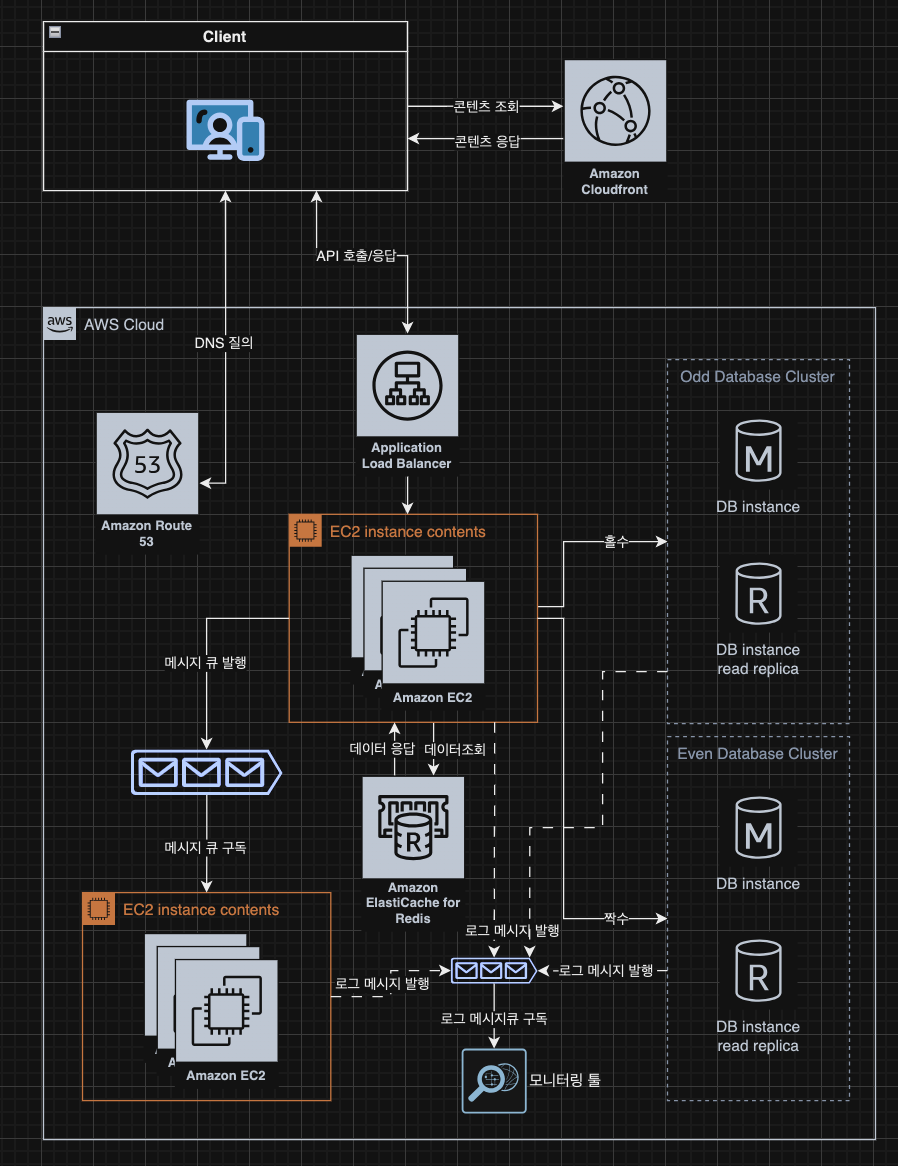 Client
콘텐츠 조회
콘텐츠 응답
Amazon
Cloudfront
API 호출/응답
aws
AWS Cloud
DNS 질의
Odd Database Cluster
M
DB instance
Application
Load Balancer
53
Amazon Route
53
EC2 instance contents
홀수
R
DB instance
read replica
A
Amazon EC2
메시지 큐 발행
데이터 응답
데이터조회
Even Database Cluster
M
DB instance
R
메시지 큐 구독
Amazon
ElastiCache for
Redis
EC2 instance contents
짝수
로그 메시지 발행
R
로그 메시지 발행
로그 메시지 발행
DB instance
read replica
로그 메시지큐 구독
A
Amazon EC2
모니터링 툴